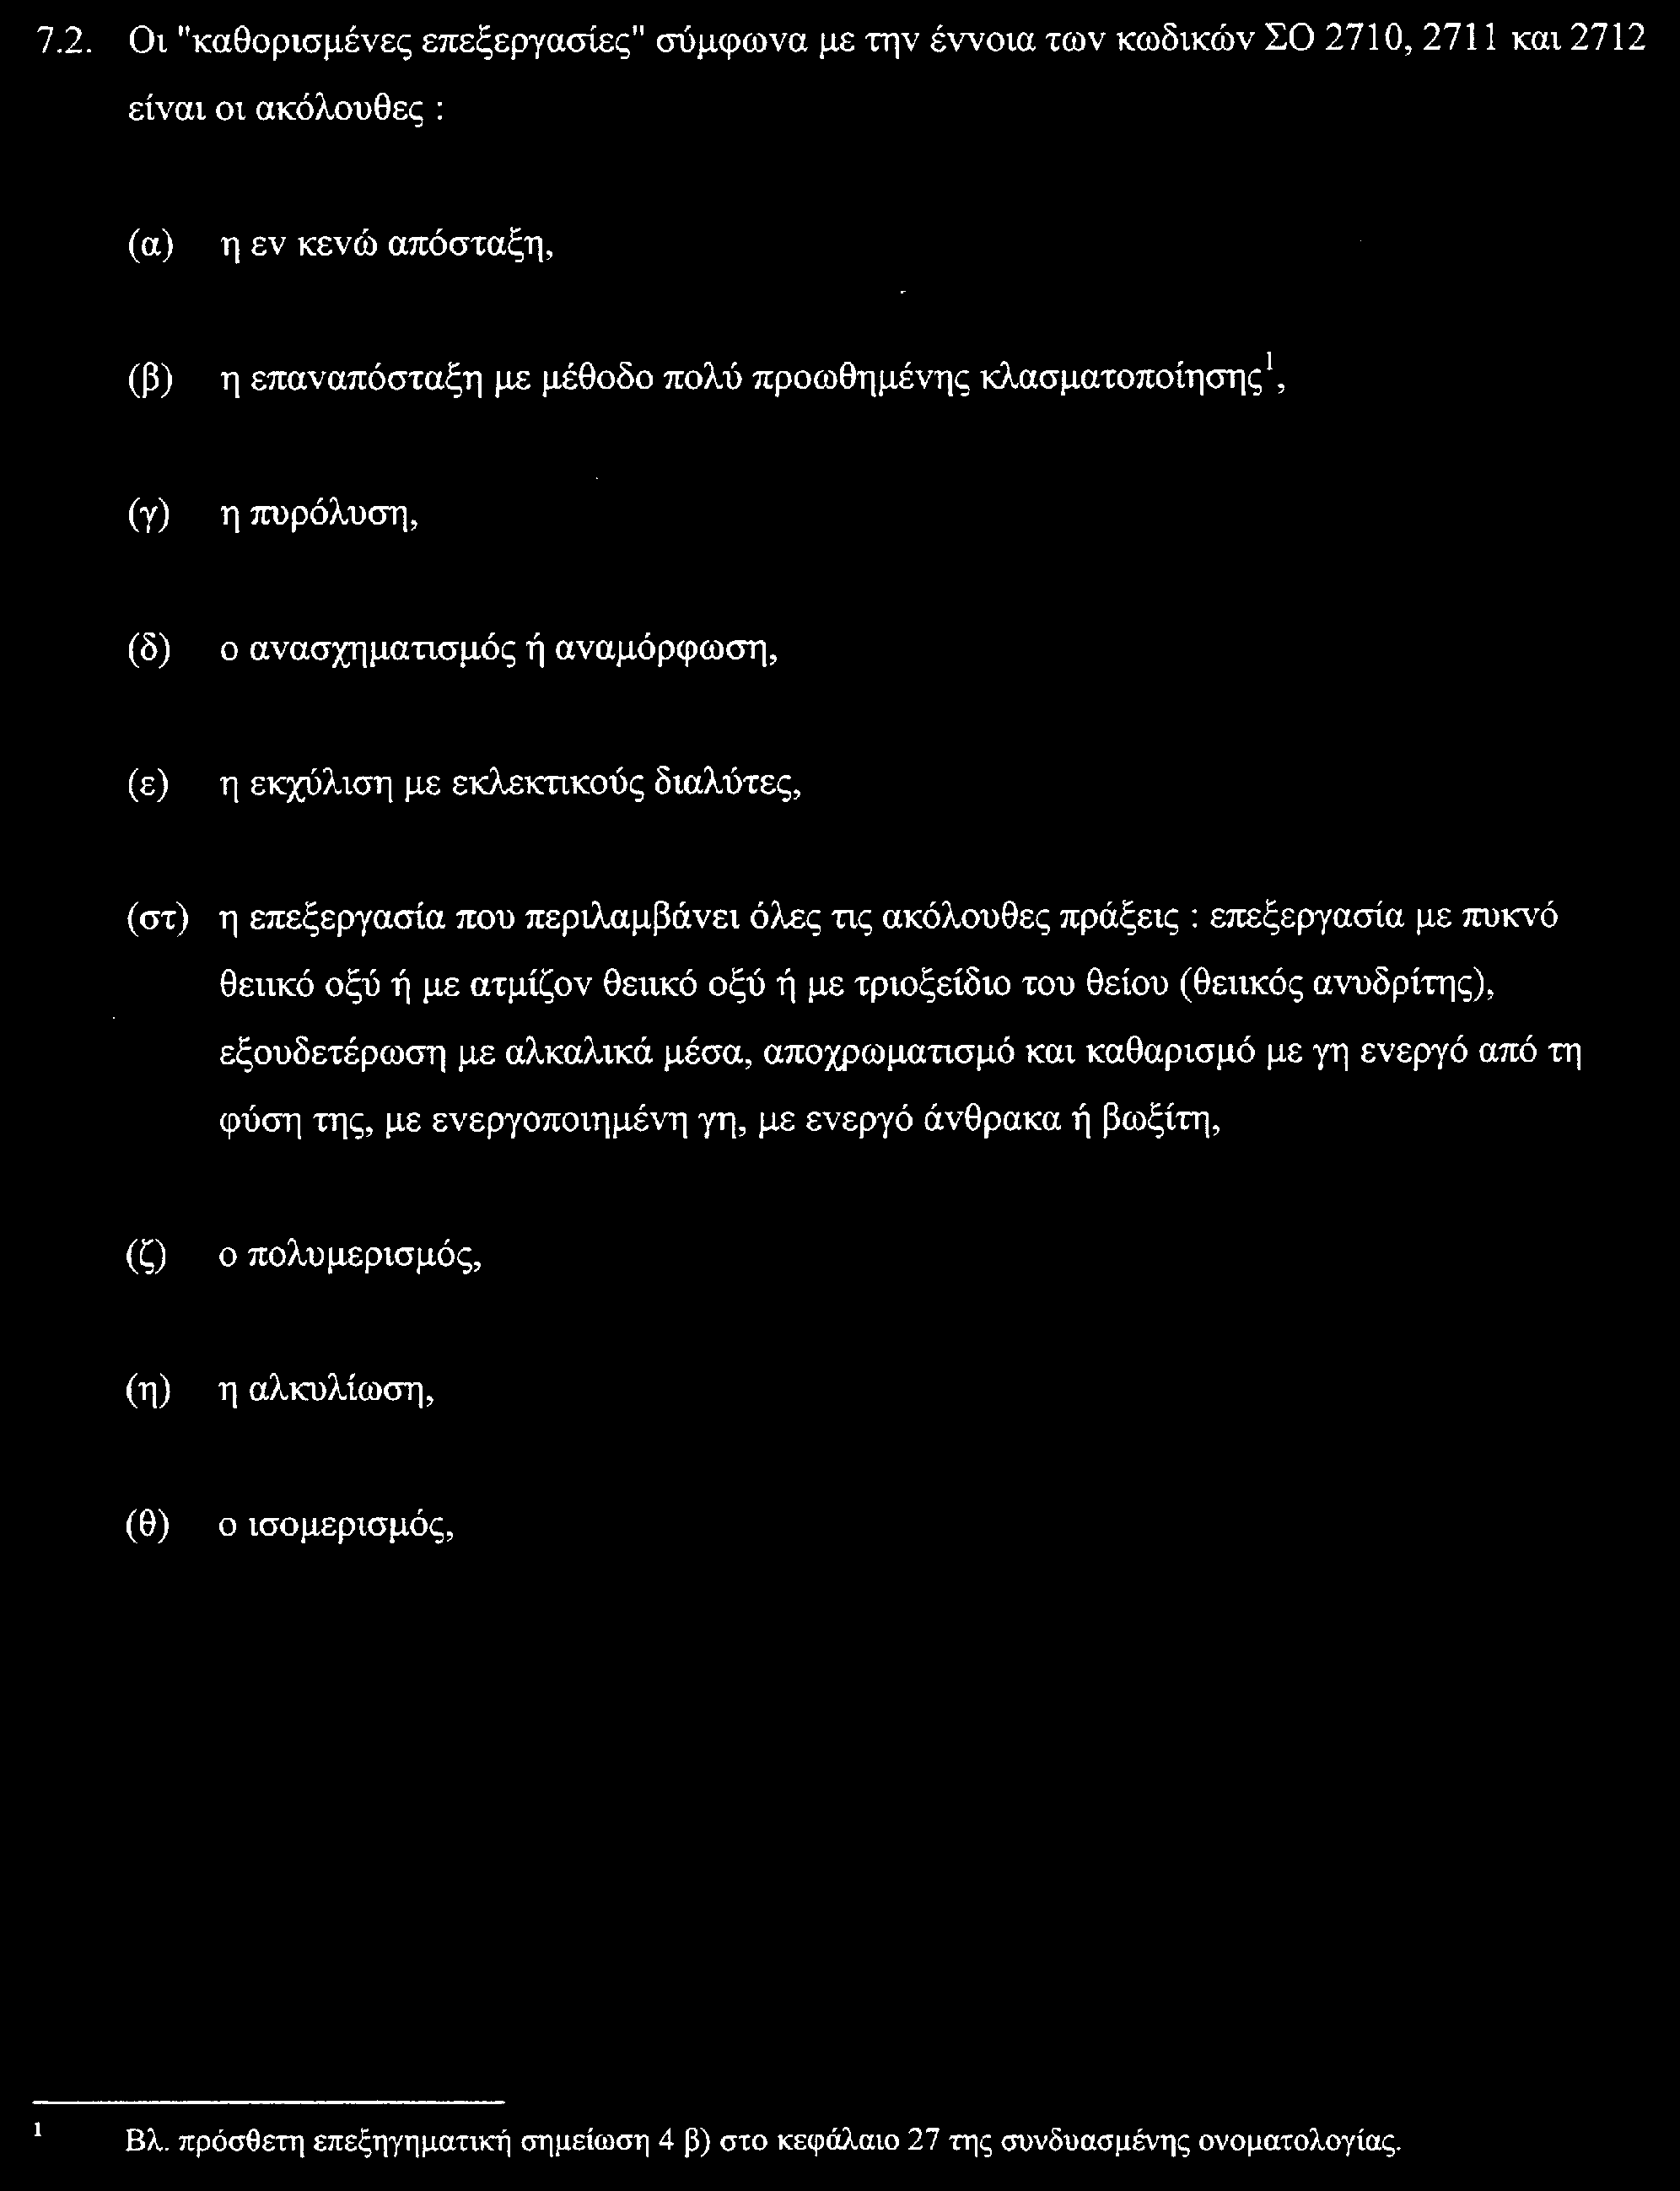 7.2. Οι "καθορισμένες επεξεργασίες" σύμφωνα με την έννοια των κωδικών ΣΟ 2710, 2711 και 2712
είναι οι ακόλουθες :
(α) η εν κενώ απόσταξη,
(β) η επαναπόσταξη με μέθοδο πολύ προωθημένης κλασματοποίησης¹,
(γ) η πυρόλυση,
(δ) ο ανασχηματισμός ή αναμόρφωση,
(ε) η εκχύλιση με εκλεκτικούς διαλύτες,
(στ) η επεξεργασία που περιλαμβάνει όλες τις ακόλουθες πράξεις : επεξεργασία με πυκνό
θειικό οξύ ή με ατμίζον θειικό οξύ ή με τριοξείδιο του θείου (θειικός ανυδρίτης),
εξουδετέρωση με αλκαλικά μέσα, αποχρωματισμό και καθαρισμό με γη ενεργό από τη
φύση της, με ενεργοποιημένη γη, με ενεργό άνθρακα ή βωξίτη,
(ζ) ο πολυμερισμός,
(η) η αλκυλίωση,
(θ) ο ισομερισμός,
¹ Βλ. πρόσθετη επεξηγηματική σημείωση 4 β) στο κεφάλαιο 27 της συνδυασμένης ονοματολογίας.